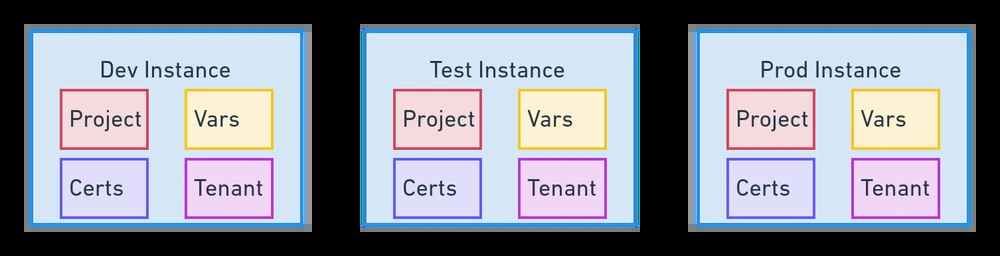 Dev Instance
Project
Vars
Certs
Tenant
Test Instance
Project
Vars
Certs
Tenant
Prod Instance
Project
Vars
Certs
Tenant